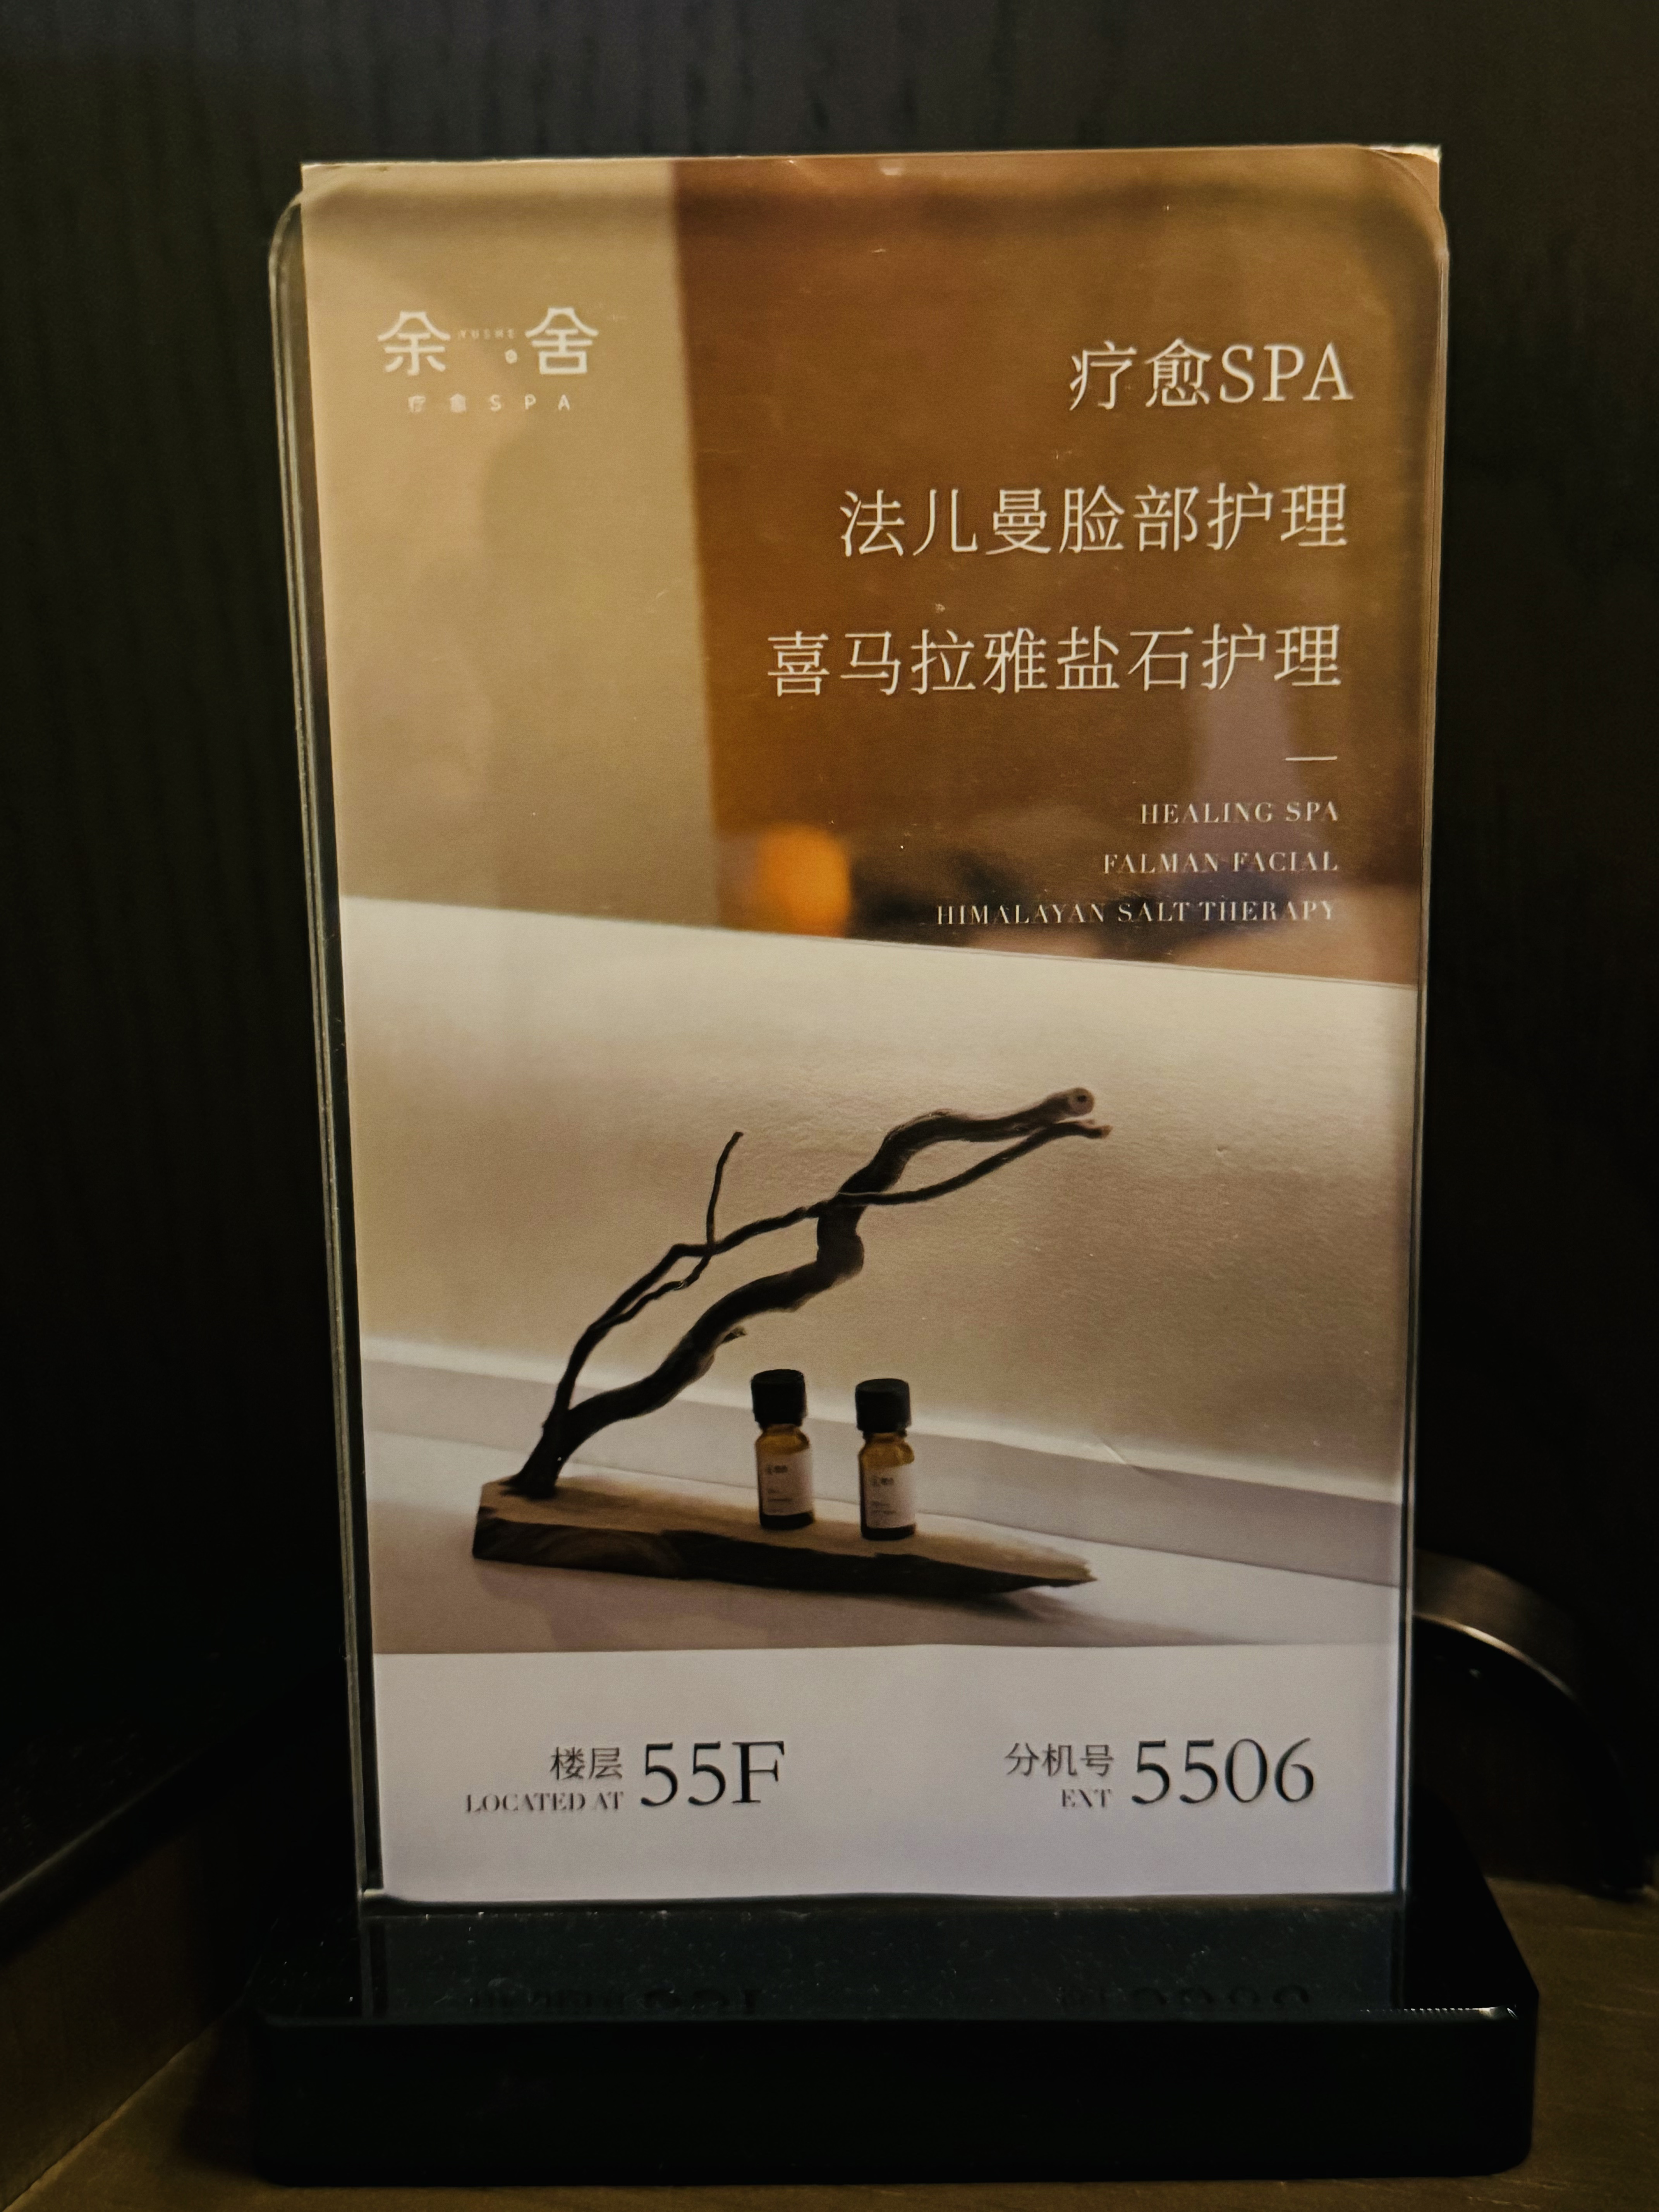 余舍
YUSHE
疗愈SPA
疗愈SPA
法儿曼脸部护理
喜马拉雅盐石护理
HEALING SPA
FALMAN FACIAL
HIMALAYAN SALT THERAPY
楼层 55F
LOCATED AT
分机号 5506
EXT